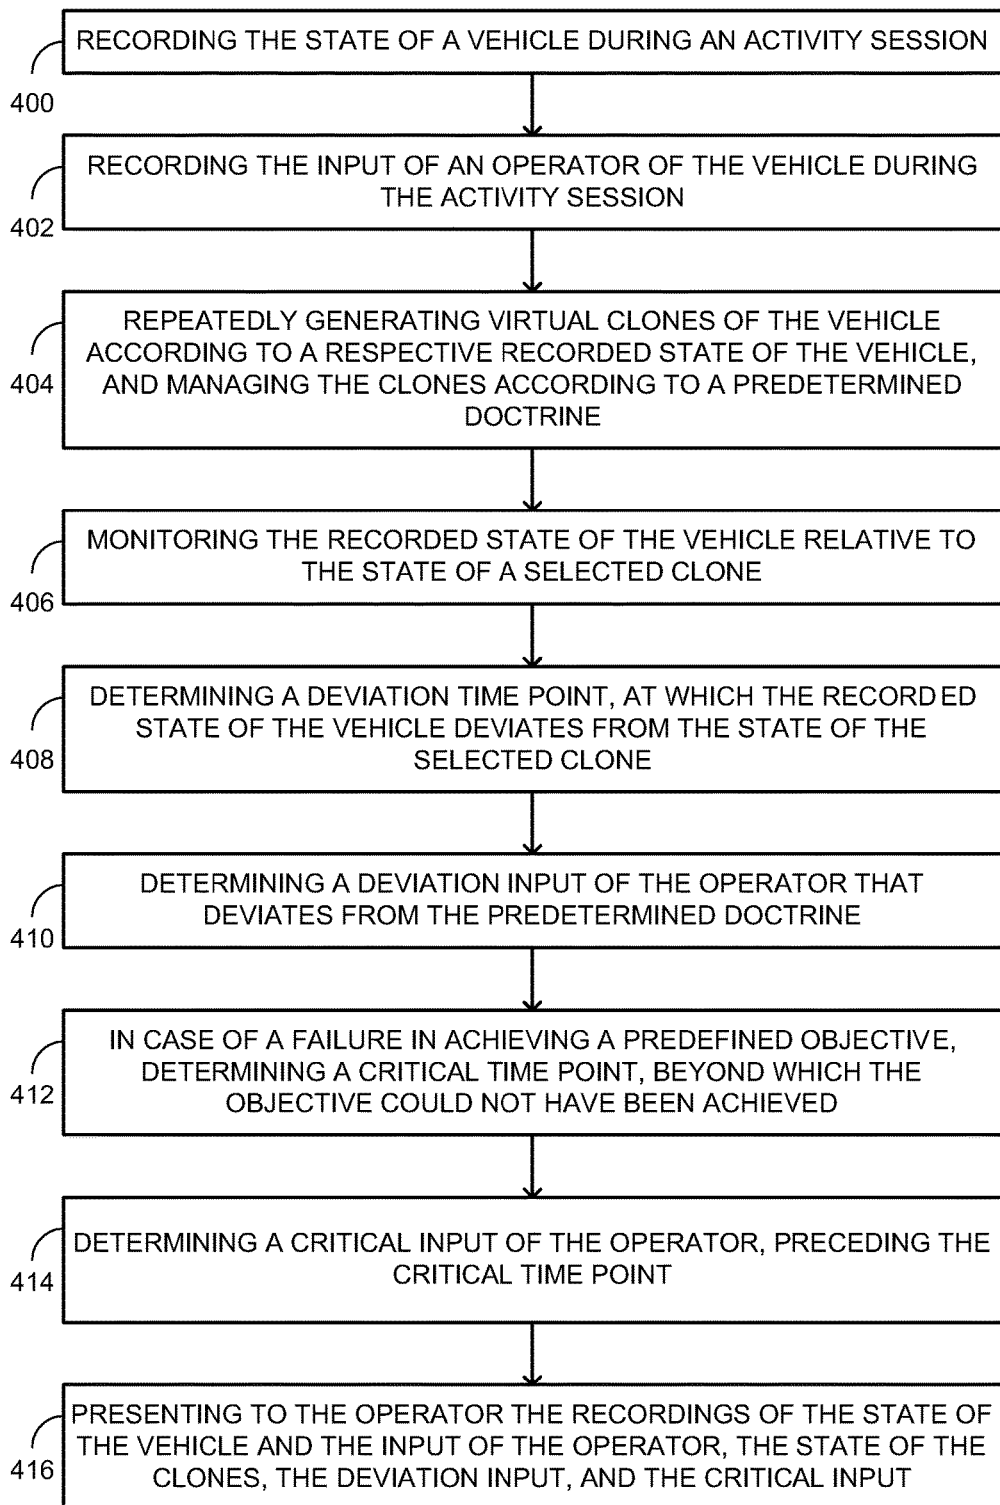 RECORDING THE STATE OF A VEHICLE DURING AN ACTIVITY SESSION
400
RECORDING THE INPUT OF AN OPERATOR OF THE VEHICLE DURING
THE ACTIVITY SESSION
402
REPEATEDLY GENERATING VIRTUAL CLONES OF THE VEHICLE
ACCORDING TO A RESPECTIVE RECORDED STATE OF THE VEHICLE,
AND MANAGING THE CLONES ACCORDING TO A PREDETERMINED
DOCTRINE
404
MONITORING THE RECORDED STATE OF THE VEHICLE RELATIVE TO
THE STATE OF A SELECTED CLONE
406
DETERMINING A DEVIATION TIME POINT, AT WHICH THE RECORDED
STATE OF THE VEHICLE DEVIATES FROM THE STATE OF THE
SELECTED CLONE
408
DETERMINING A DEVIATION INPUT OF THE OPERATOR THAT
DEVIATES FROM THE PREDETERMINED DOCTRINE
410
IN CASE OF A FAILURE IN ACHIEVING A PREDEFINED OBJECTIVE,
DETERMINING A CRITICAL TIME POINT, BEYOND WHICH THE
OBJECTIVE COULD NOT HAVE BEEN ACHIEVED
412
DETERMINING A CRITICAL INPUT OF THE OPERATOR, PRECEDING THE
CRITICAL TIME POINT
414
PRESENTING TO THE OPERATOR THE RECORDINGS OF THE STATE OF
THE VEHICLE AND THE INPUT OF THE OPERATOR, THE STATE OF THE
CLONES, THE DEVIATION INPUT, AND THE CRITICAL INPUT
416